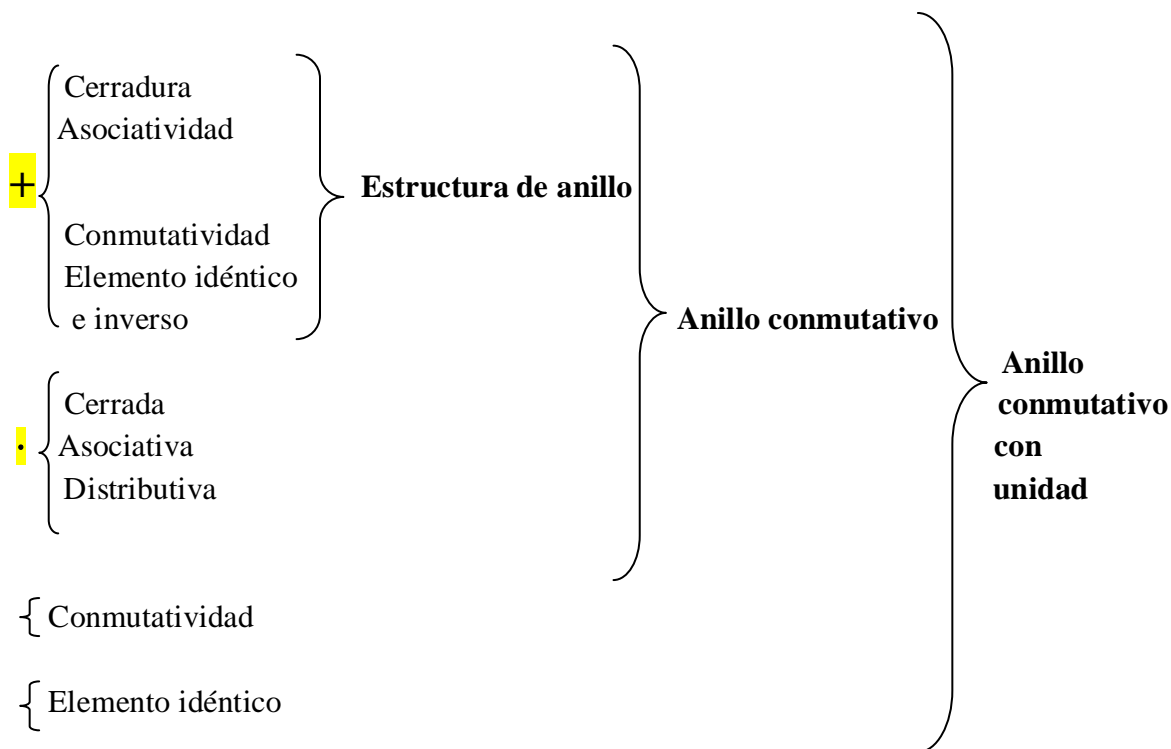 Cerradura
Asociatividad
+
Estructura de anillo
Conmutatividad
Elemento idéntico
e inverso
Anillo conmutativo
Anillo
conmutativo
con
unidad
Cerrada
·
Asociativa
Distributiva
Conmutatividad
Elemento idéntico